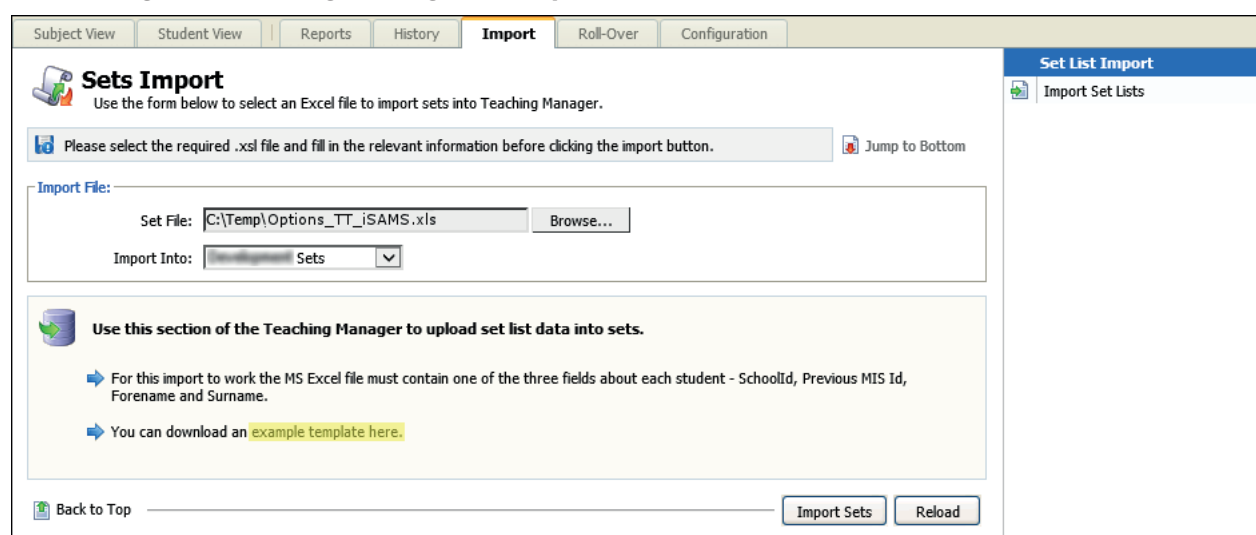 Subject View Student View Reports History Import Roll-Over Configuration
Set List Import
Import Set Lists
Sets Import
Use the form below to select an Excel file to import sets into Teaching Manager.
Please select the required .xsl file and fill in the relevant information before clicking the import button.
Jump to Bottom
Import File:
Set File: C:\Temp\Options_TT_iSAMS.xls Browse...
Import Into: Sets
Use this section of the Teaching Manager to upload set list data into sets.
For this import to work the MS Excel file must contain one of the three fields about each student - SchoolId, Previous MIS Id,
Forename and Surname.
You can download an example template here.
Back to Top Import Sets Reload